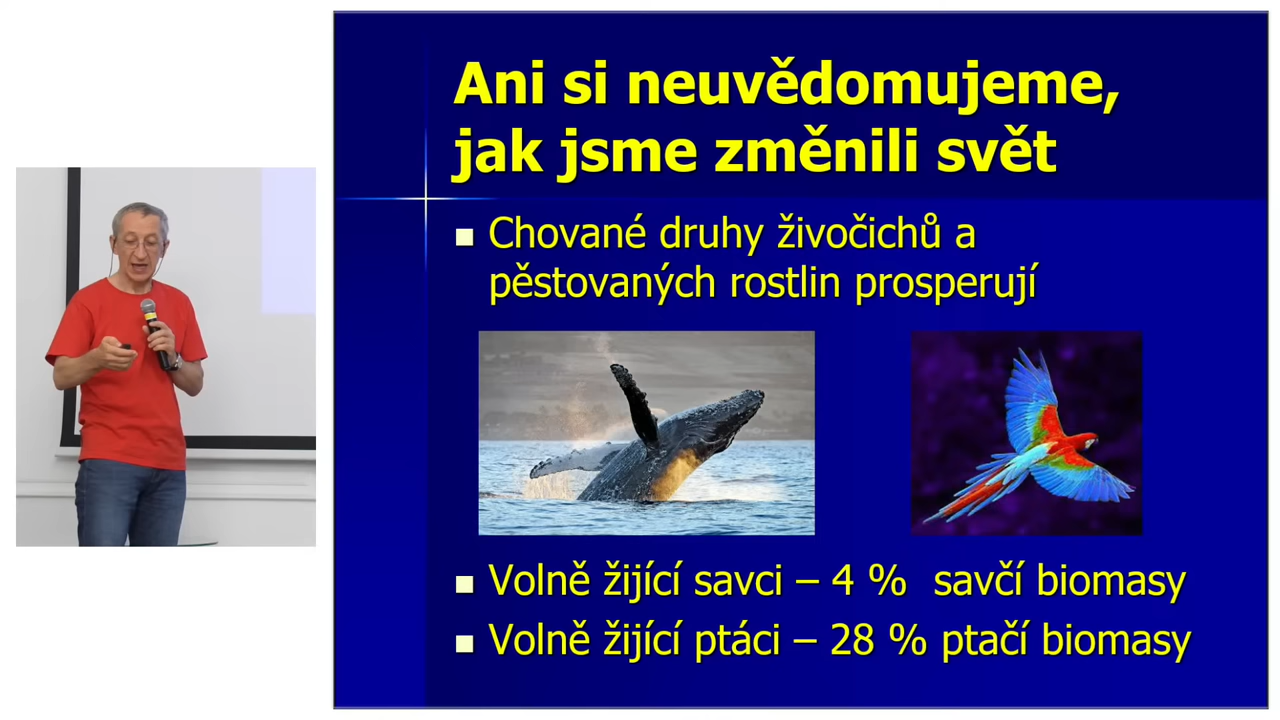 Ani si neuvědomujeme,
jak jsme změnili svět
Chované druhy živočichů a
pěstovaných rostlin prosperují
Volně žijící savci – 4 %  savčí biomasy
Volně žijící ptáci – 28 % ptačí biomasy